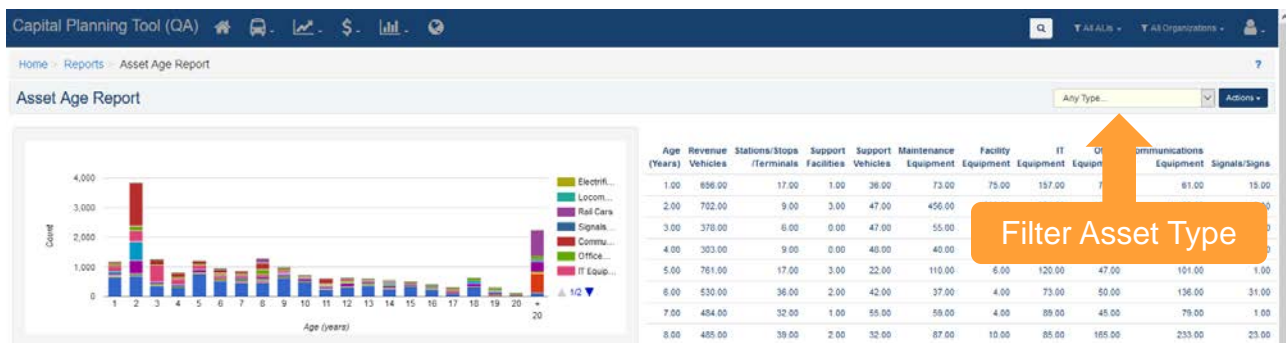 Capital Planning Tool (QA)
$
All ALIs
All Organizations
Home Reports Asset Age Report
?
Asset Age Report
Any Type...
Actions
4,000
3,000
2,000
1,000
0
Count
1 2 3 4 5 6 7 8 9 10 11 12 13 14 15 16 17 18 19 20 +
20
Age (years)
Electrifi...
Locom...
Rail Cars
Signals...
Commu...
Office...
IT Equip...
1/2
Age Revenue Stations/Stops Support Support Maintenance Facility IT
(Years) Vehicles /Terminals Facilities Vehicles Equipment Equipment Equipment Equipment Signals/Signs
1.00 656.00 17.00 1.00 36.00 73.00 75.00 157.00 61.00 15.00
2.00 702.00 9.00 3.00 47.00 456.00
3.00 378.00 6.00 0.00 47.00 55.00
4.00 303.00 9.00 0.00 48.00 40.00
5.00 761.00 17.00 3.00 22.00 110.00 6.00 120.00 47.00 101.00 1.00
6.00 530.00 36.00 2.00 42.00 37.00 4.00 73.00 50.00 136.00 31.00
7.00 484.00 32.00 1.00 55.00 59.00 4.00 89.00 45.00 79.00 1.00
8.00 485.00 39.00 2.00 32.00 87.00 10.00 85.00 165.00 233.00 23.00
Filter Asset Type